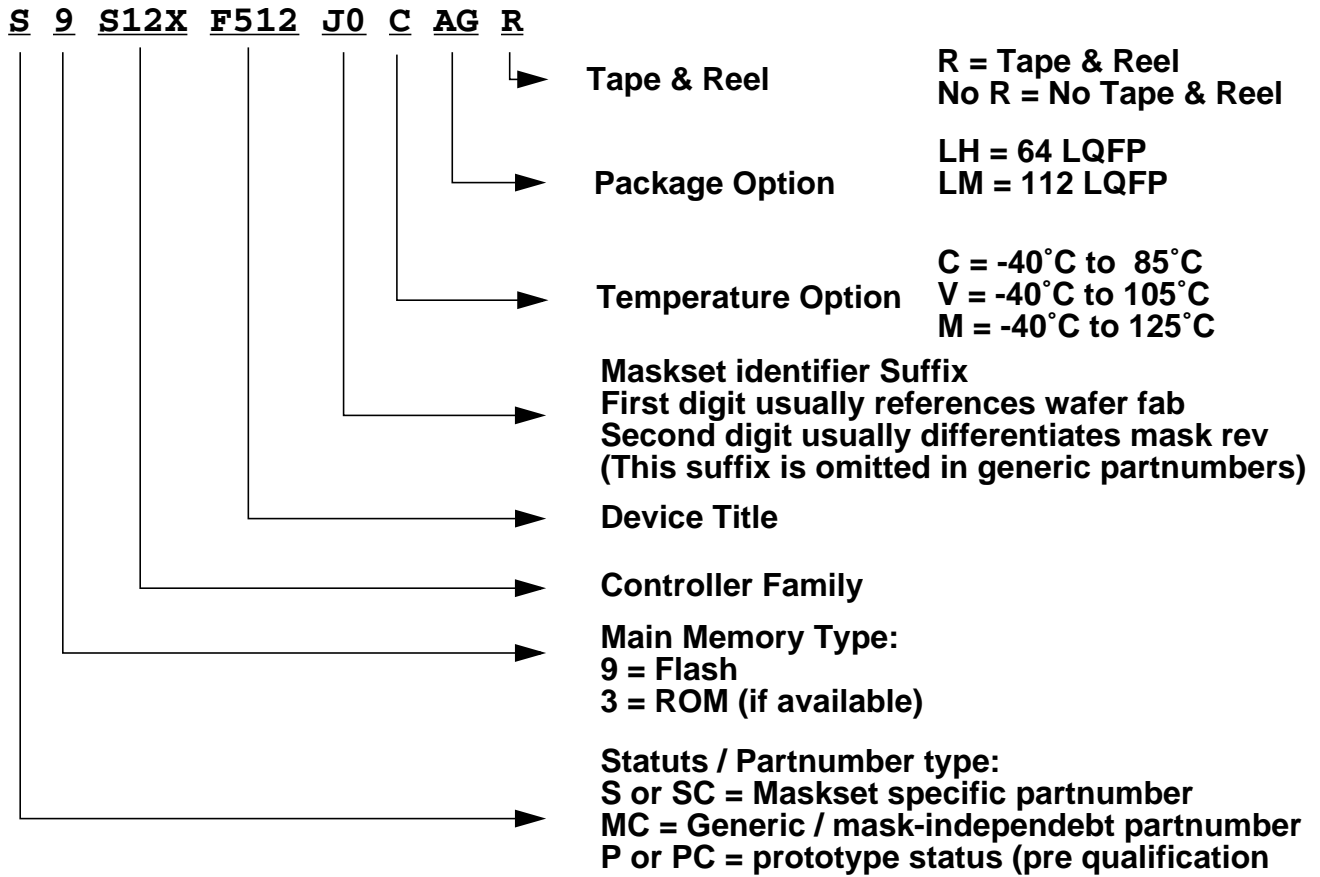 S 9 S12X F512 J0 C AG R
Tape & Reel
R = Tape & Reel
No R = No Tape & Reel
Package Option
LH = 64 LQFP
LM = 112 LQFP
Temperature Option
C = -40˚C to 85˚C
V = -40˚C to 105˚C
M = -40˚C to 125˚C
Maskset identifier Suffix
First digit usually references wafer fab
Second digit usually differentiates mask rev
(This suffix is omitted in generic partnumbers)
Device Title
Controller Family
Main Memory Type:
9 = Flash
3 = ROM (if available)
Statuts / Partnumber type:
S or SC = Maskset specific partnumber
MC = Generic / mask-independebt partnumber
P or PC = prototype status (pre qualification